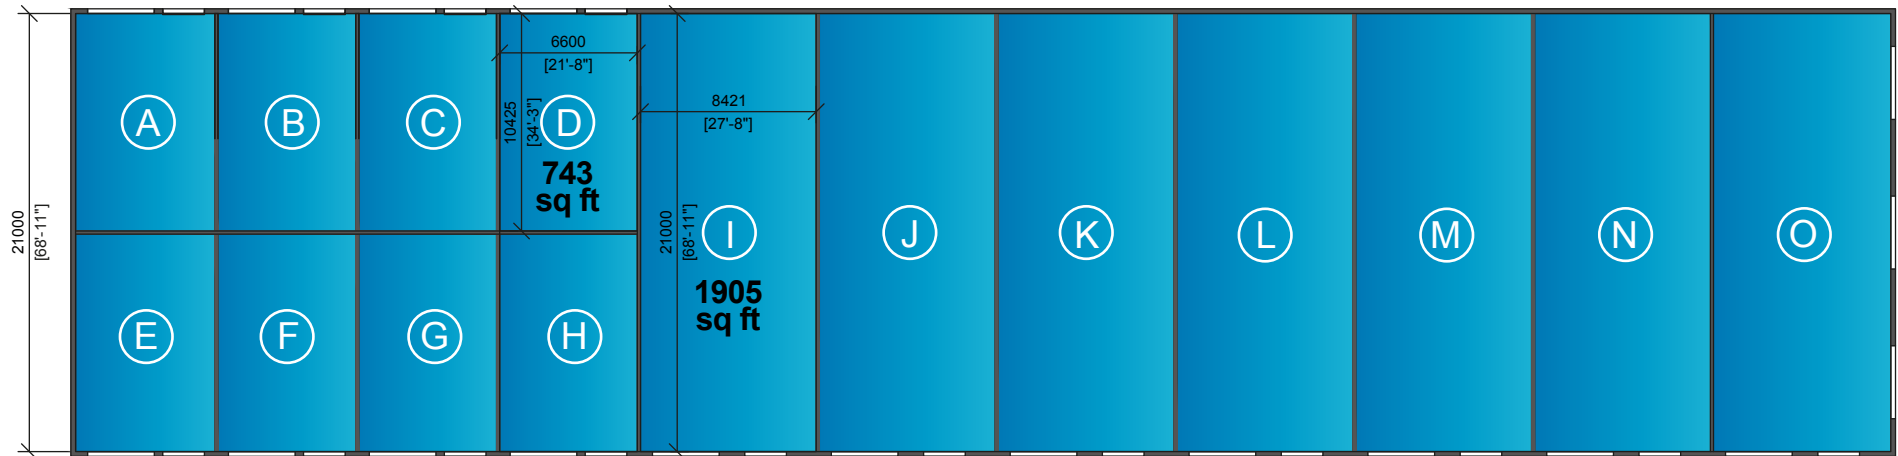 6600
[21'-8"]
8421
[27'-8"]
10425
[34'-3"]
A
B
C
D
743
sq ft
21000
[68'-11"]
21000
[68'-11"]
I
J
K
L
M
N
O
1905
sq ft
E
F
G
H